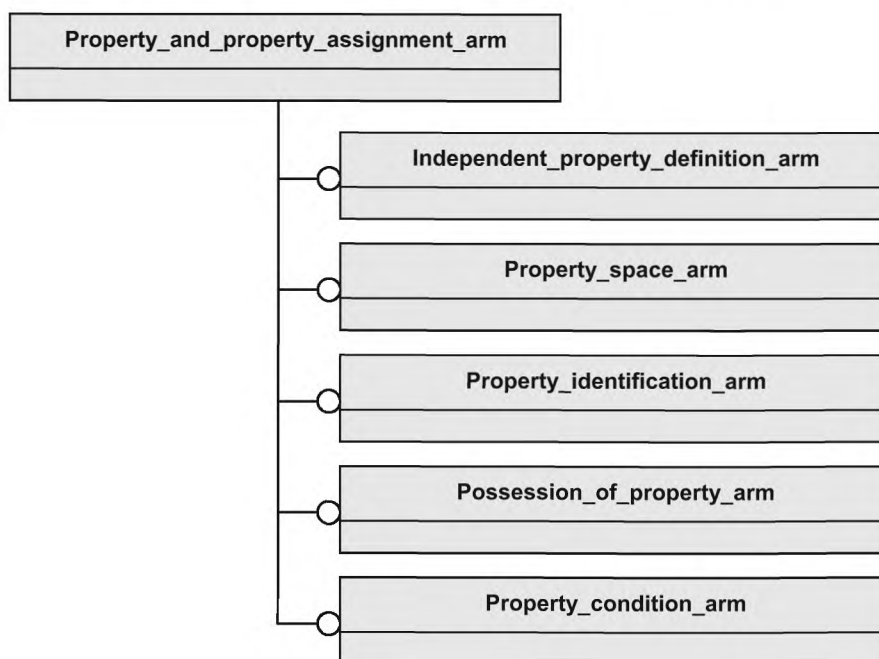 Property_and_property_assignment_arm
Independent_property_definition_arm
Property_space_arm
Property_identification_arm
Possession_of_property_arm
Property_condition_arm